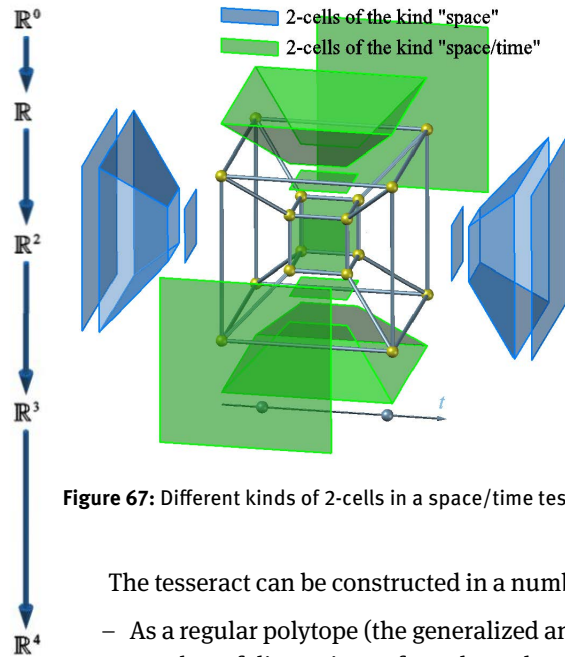 ℝ⁰
ℝ
ℝ²
ℝ³
ℝ⁴
2-cells of the kind "space"
2-cells of the kind "space/time"
t
Figure 67: Different kinds of 2-cells in a space/time tes
The tesseract can be constructed in a numb
– As a regular polytope (the generalized an